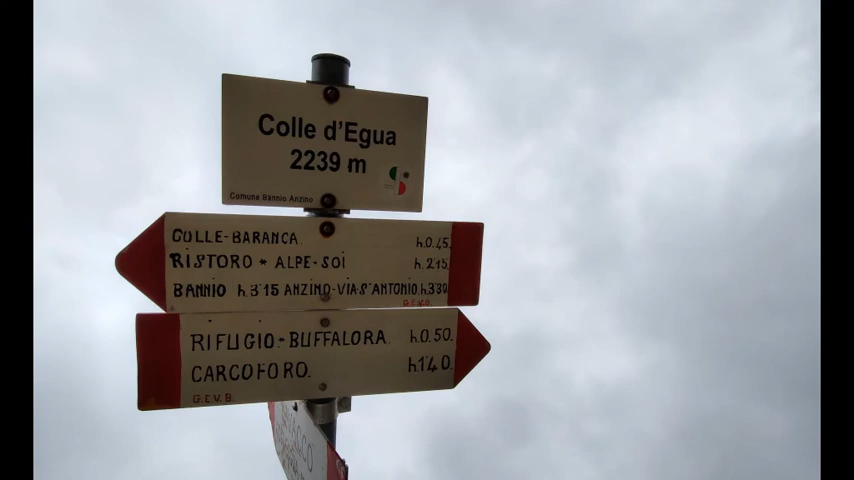 Colle d'Egua
2239 m
Comune Bannio Anzino
COLLE-BARANCA. h.0.45.
RISTORO * ALPE-SOI h.2.15.
BANNIO h.3.15 ANZINO-VIA.S.ANTONIO.h.3.30
G.E.V.B.
RIFUGIO-BUFFALORA. h.0.50.
CARCOFORO. h.1.40.
G.E.V.B.